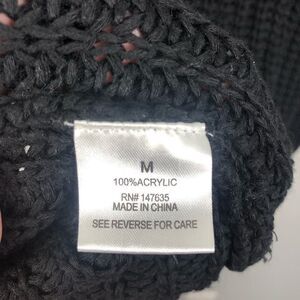 M
100%ACRYLIC
RN# 147635
MADE IN CHINA
SEE REVERSE FOR CARE